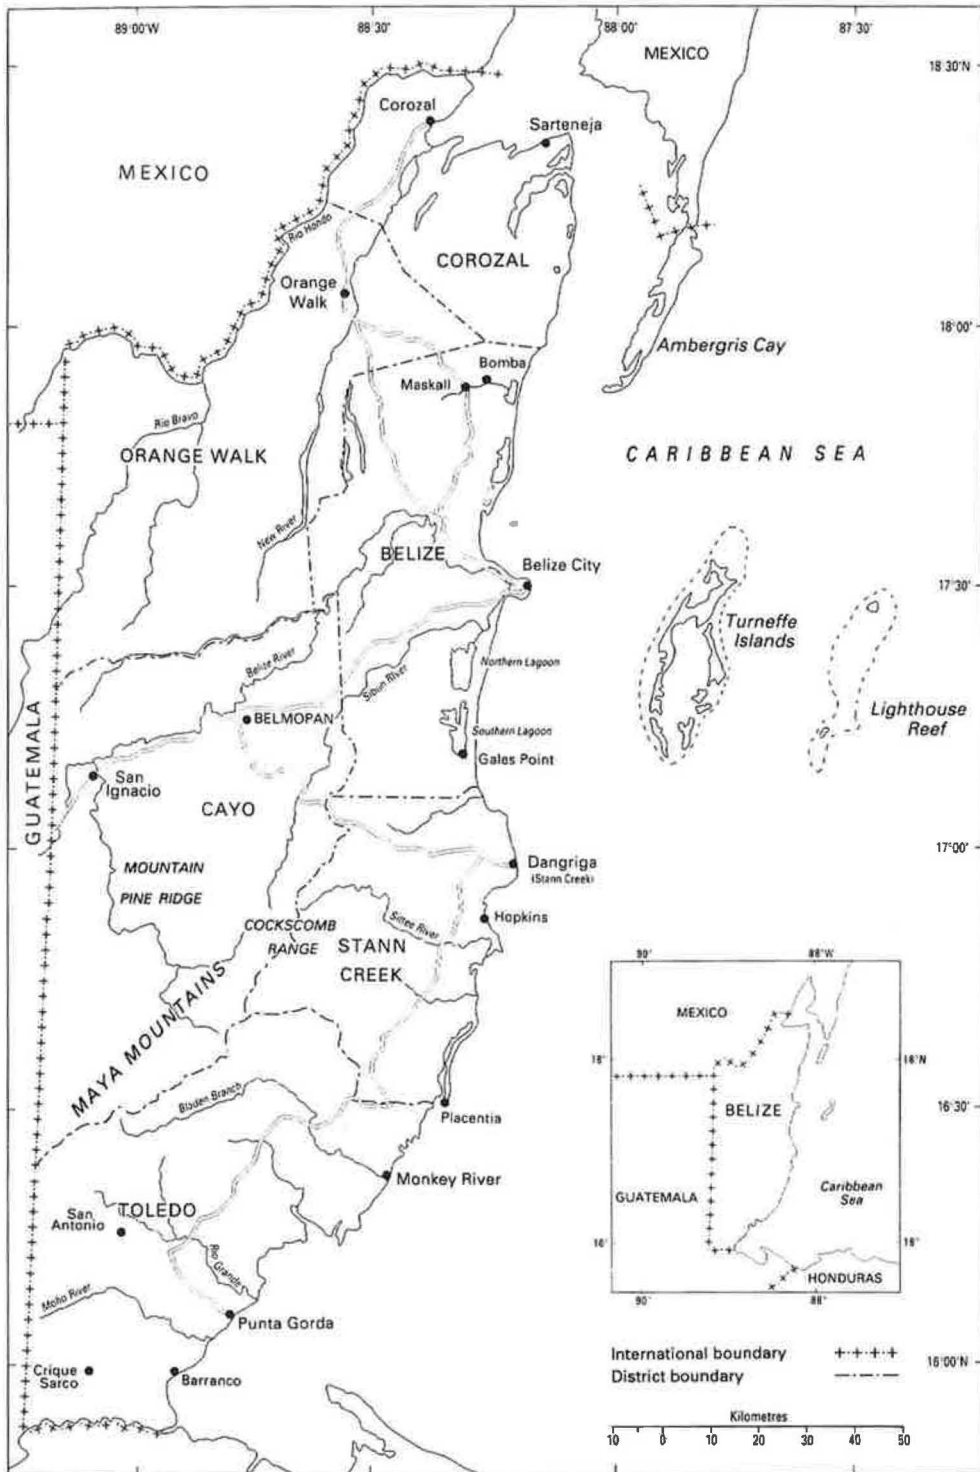 89°00'W
88°30'
88°00'
87°30'
MEXICO
18 30'N
Corozal
Sarteneja
MEXICO
Rio Hondo
COROZAL
Orange
Walk
18°00'
Ambergris Cay
Bomba
Maskall
Rio Bravo
ORANGE WALK
CARIBBEAN SEA
New River
BELIZE
Belize City
17°30'
Turneffe
Islands
Belize River
Northern Lagoon
Sibun River
Lighthouse
Reef
BELMOPAN
Southern Lagoon
Gales Point
GUATEMALA
San
Ignacio
CAYO
17°00'
MOUNTAIN
PINE RIDGE
Dangriga
(Stann Creek)
Hopkins
Sittee River
COCKSCOMB
RANGE
STANN
CREEK
MAYA MOUNTAINS
Bladen Branch
16°30'
Placentia
Monkey River
San
Antonio
TOLEDO
Rio Grande
Moho River
Punta Gorda
Crique
Sarco
Barranco
16°00'N
90°
88°W
MEXICO
18°
18°N
BELIZE
GUATEMALA
Caribbean
Sea
16°
16°
HONDURAS
90°
88°
International boundary
District boundary
Kilometres
10 0 10 20 30 40 50